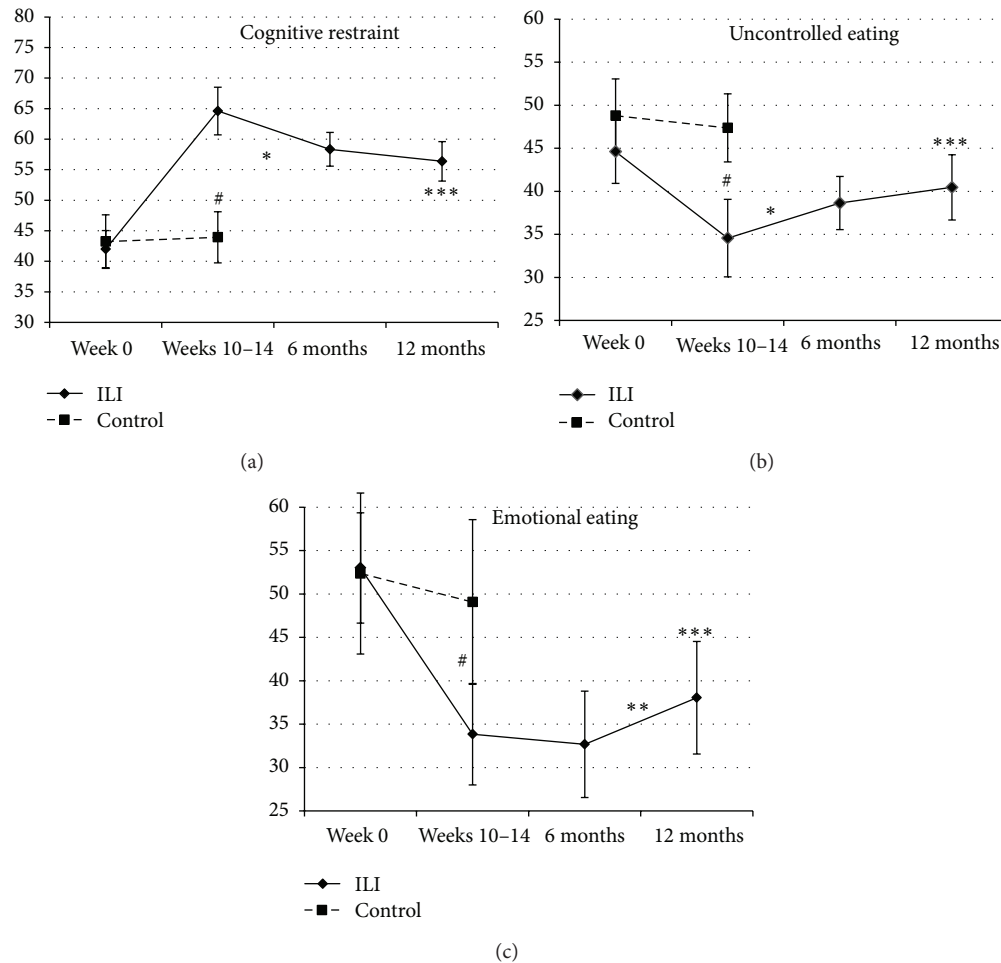 Cognitive restraint
80
75
70
65
60
55
50
45
40
35
30
*
#
***
Week 0 Weeks 10–14 6 months 12 months
ILI
Control
(a)
Uncontrolled eating
60
55
50
45
40
35
30
25
***
#
*
Week 0 Weeks 10–14 6 months 12 months
ILI
Control
(b)
Emotional eating
60
55
50
45
40
35
30
25
***
#
**
Week 0 Weeks 10–14 6 months 12 months
ILI
Control
(c)